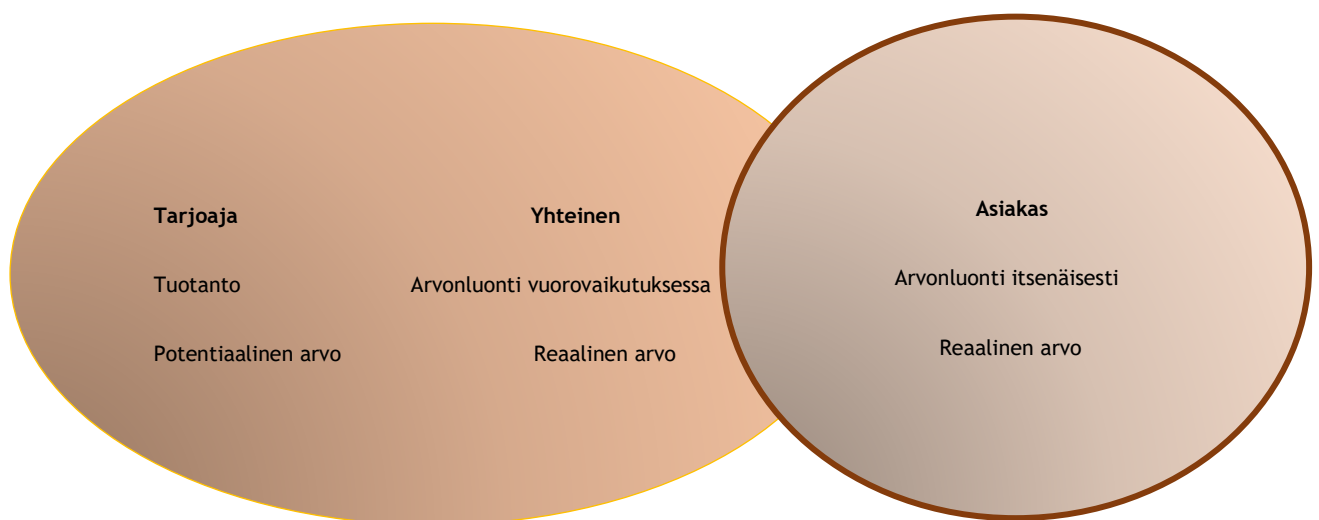 Tarjoaja
Tuotanto
Potentiaalinen arvo
Yhteinen
Arvonluonti vuorovaikutuksessa
Reaalinen arvo
Asiakas
Arvonluonti itsenäisesti
Reaalinen arvo